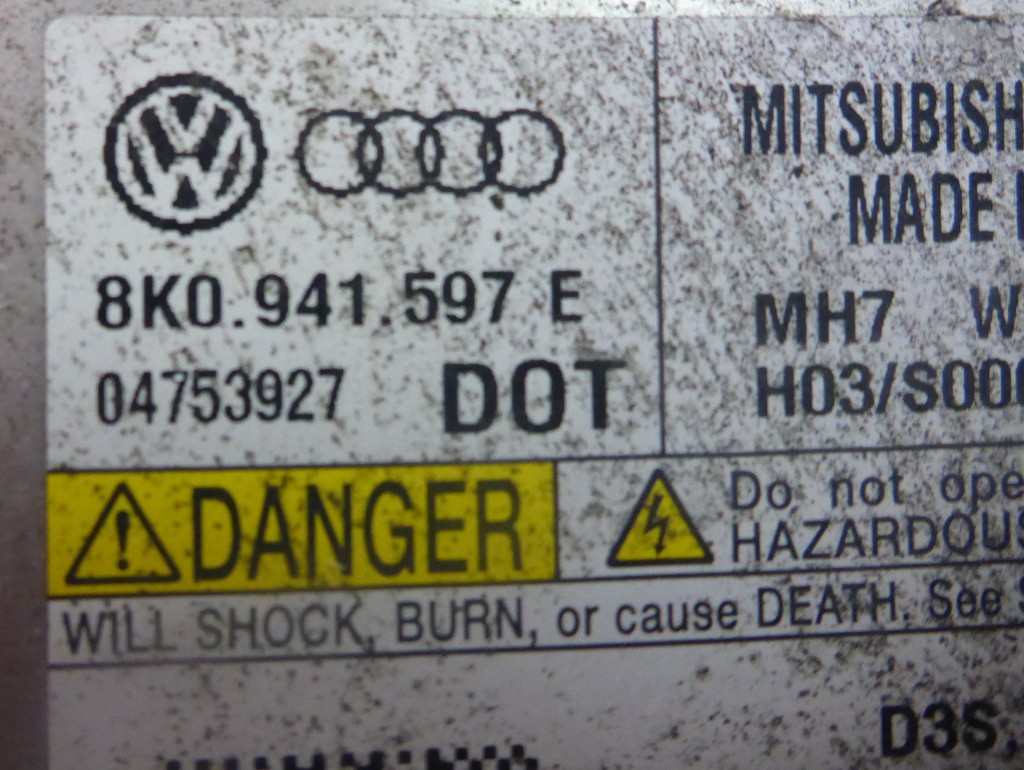 8K0.941.597 E
04753927 DOT
MITSUBISH
MADE
MH7 W
H03/S00
DANGER
Do not ope
HAZARDOUS
WILL SHOCK, BURN, or cause DEATH. See
D3S,